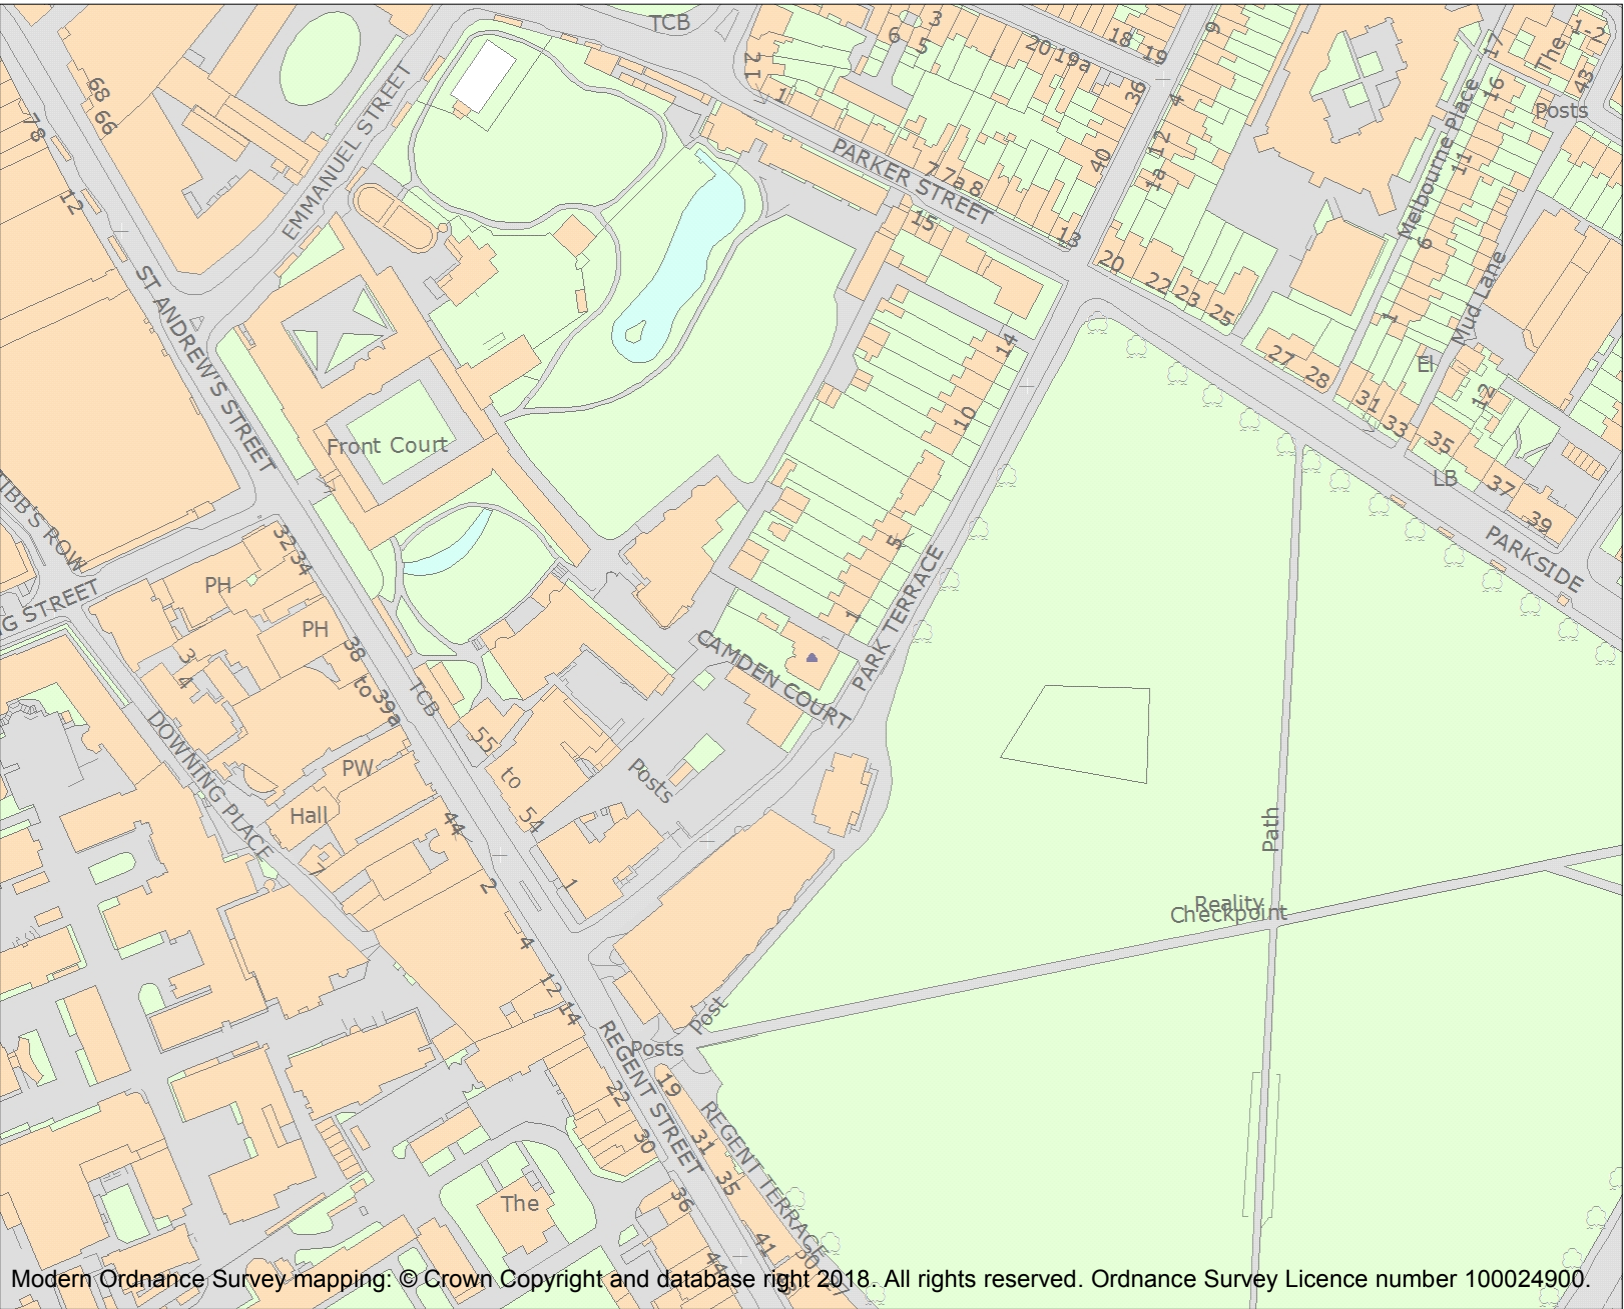 TCB
3
6
5
20 19a
18
19
9
17
The
1-2
43
Posts
68 66
78
12
EMMANUEL STREET
21
1
36
4
16
11
PARKER STREET
7 7a 8
40
1a 12
Melbourne Place
6
15
13
20
22 23
25
Mud Lane
1
ST ANDREW'S STREET
14
27
28
El
12
31
33
35
10
Front Court
LB
37
39
PARKSIDE
5
32 34
PH
PH
38
to
39a
TCB
3
4
1
PARK TERRACE
CAMDEN COURT
DOWNING PLACE
55
to
54
Posts
PW
Hall
7
44
2
1
Path
Reality
Checkpoint
4
12 14
Post
Posts
REGENT STREET
19
22
30
31
35
REGENT TERRACE
The
36
41
44
Modern Ordnance Survey mapping: © Crown Copyright and database right 2018. All rights reserved. Ordnance Survey Licence number 100024900.